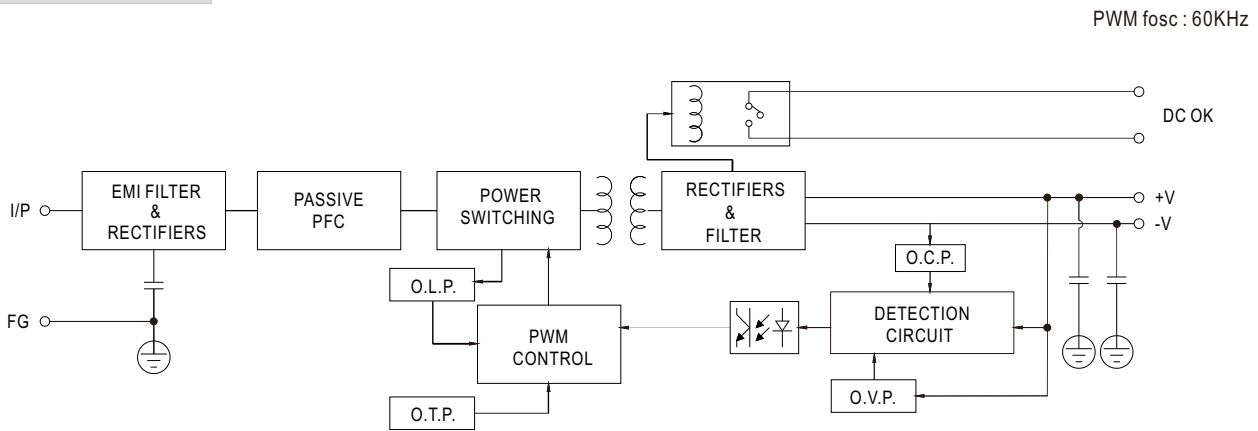 PWM fosc : 60KHz
DC OK
I/P
EMI FILTER
&
RECTIFIERS
PASSIVE
PFC
POWER
SWITCHING
RECTIFIERS
&
FILTER
+V
-V
O.C.P.
O.L.P.
FG
PWM
CONTROL
DETECTION
CIRCUIT
O.T.P.
O.V.P.